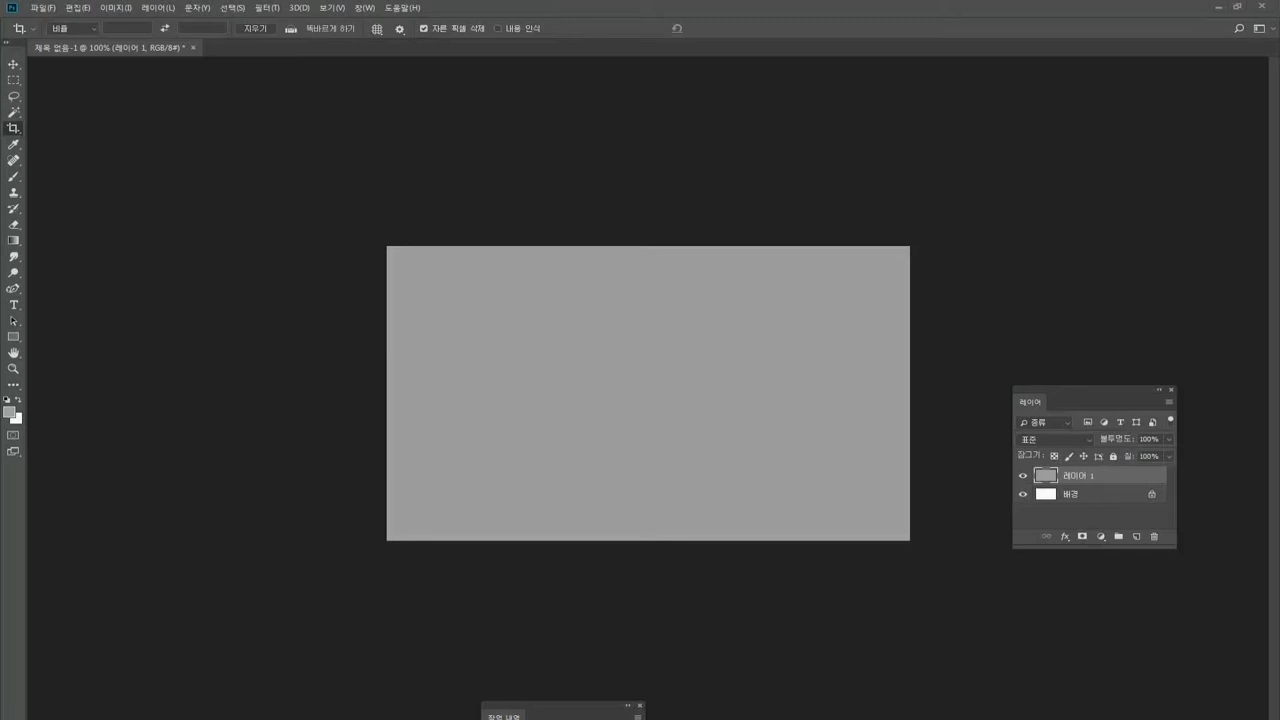 Ps 파일(F) 편집(E) 이미지(I) 레이어(L) 문자(Y) 선택(S) 필터(T) 3D(D) 보기(V) 창(W) 도움말(H)
비율 지우기 똑바르게 하기 자른 픽셀 삭제 내용 인식
제목 없음-1 @ 100% (레이어 1, RGB/8#) * ×
레이어
종류
표준 불투명도: 100%
잠그기: 칠: 100%
레이어 1
배경
fx
작업 내역